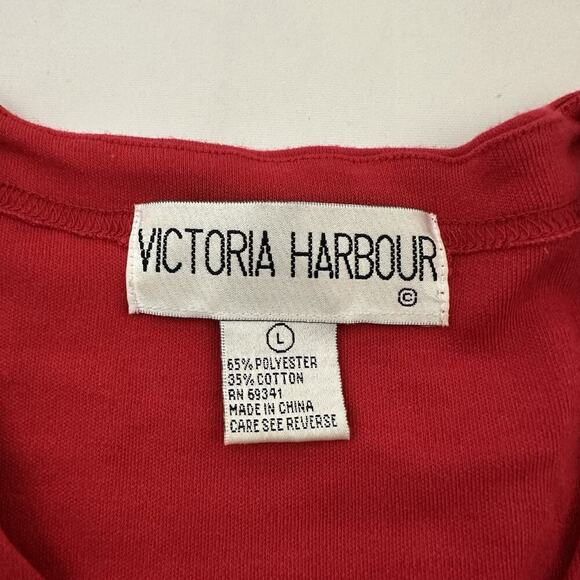 VICTORIA HARBOUR
©
L
65% POLYESTER
35% COTTON
RN 69341
MADE IN CHINA
CARE SEE REVERSE